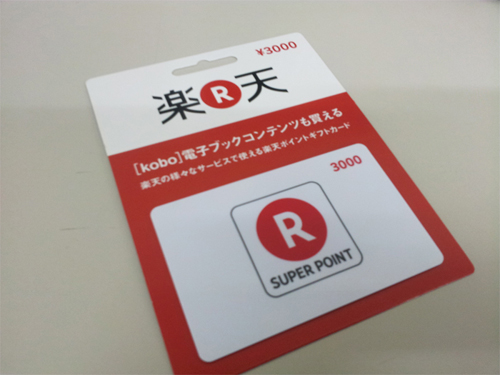 ¥3000
楽R天
[kobo]電子ブックコンテンツも買える
楽天の様々なサービスで使える楽天ポイントギフトカード
3000
R
SUPER POINT